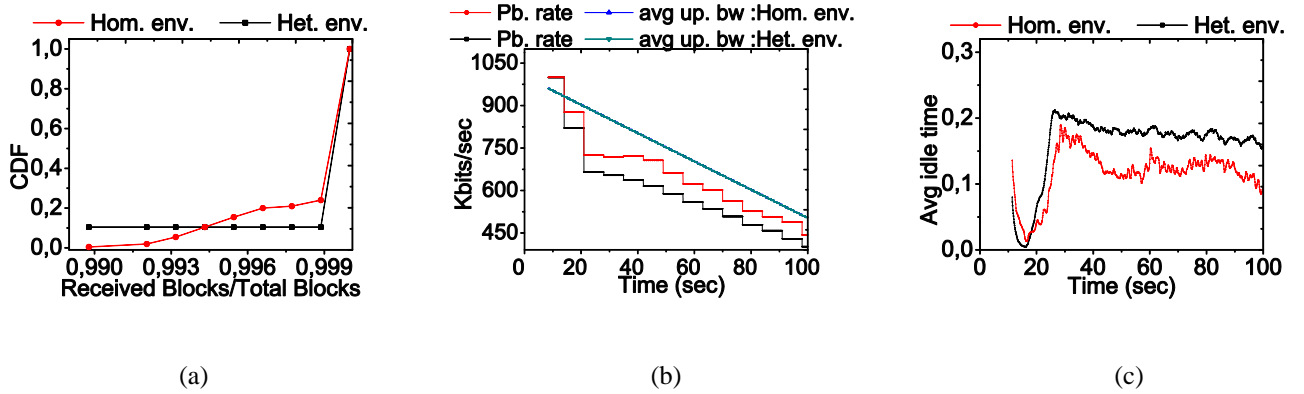 Hom. env. Het. env.
CDF
1,0
0,8
0,6
0,4
0,2
0,0
0,990 0,993 0,996 0,999
Received Blocks/Total Blocks
(a)
Pb. rate avg up. bw :Hom. env.
Pb. rate avg up. bw :Het. env.
Kbits/sec
1050
900
750
600
450
0 20 40 60 80 100
Time (sec)
(b)
Hom. env. Het. env.
Avg idle time
0,3
0,2
0,1
0,0
0 20 40 60 80 100
Time (sec)
(c)